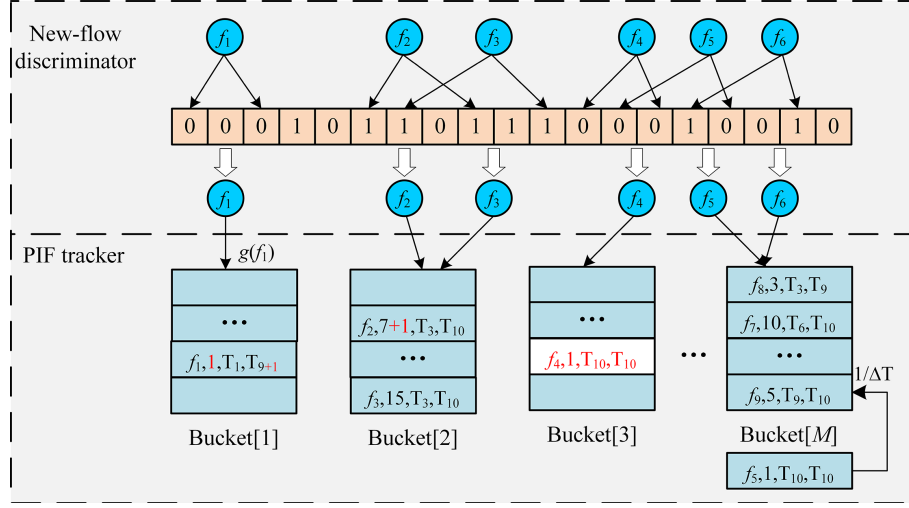 New-flow discriminator
f₁ f₂ f₃ f₄ f₅ f₆
0 0 0 1 0 1 1 0 1 1 1 0 0 0 1 0 0 1 0
f₁ f₂ f₃ f₄ f₅ f₆
PIF tracker
g(f₁)
f₈,3,T₃,T₉
••• f₂,7+1,T₃,T₁₀ ••• f₇,10,T₆,T₁₀
f₁,1,T₁,T₉₊₁ ••• f₄,1,T₁₀,T₁₀ ••• •••
f₃,15,T₃,T₁₀ f₉,5,T₉,T₁₀ 1/ΔT
Bucket[1] Bucket[2] Bucket[3] Bucket[M]
f₅,1,T₁₀,T₁₀